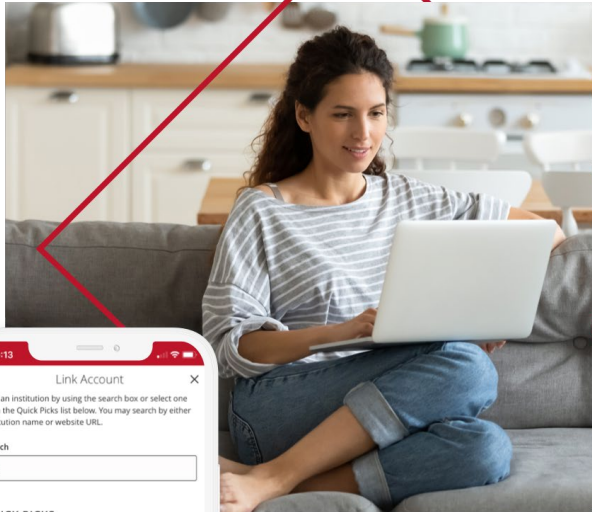 :13
Link Account
an institution by using the search box or select one
the Quick Picks list below. You may search by either
tution name or website URL.
ch